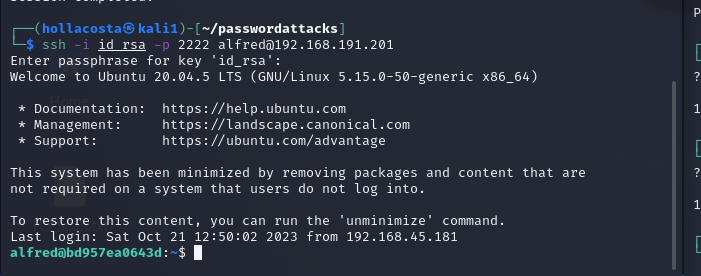 ┌──(hollacosta㉿kali1)-[~/passwordattacks]
└─$ ssh -i id_rsa -p 2222 alfred@192.168.191.201
Enter passphrase for key 'id_rsa':
Welcome to Ubuntu 20.04.5 LTS (GNU/Linux 5.15.0-50-generic x86_64)
* Documentation:  https://help.ubuntu.com
* Management:     https://landscape.canonical.com
* Support:        https://ubuntu.com/advantage
This system has been minimized by removing packages and content that are
not required on a system that users do not log into.
To restore this content, you can run the 'unminimize' command.
Last login: Sat Oct 21 12:50:02 2023 from 192.168.45.181
alfred@bd957ea0643d:~$